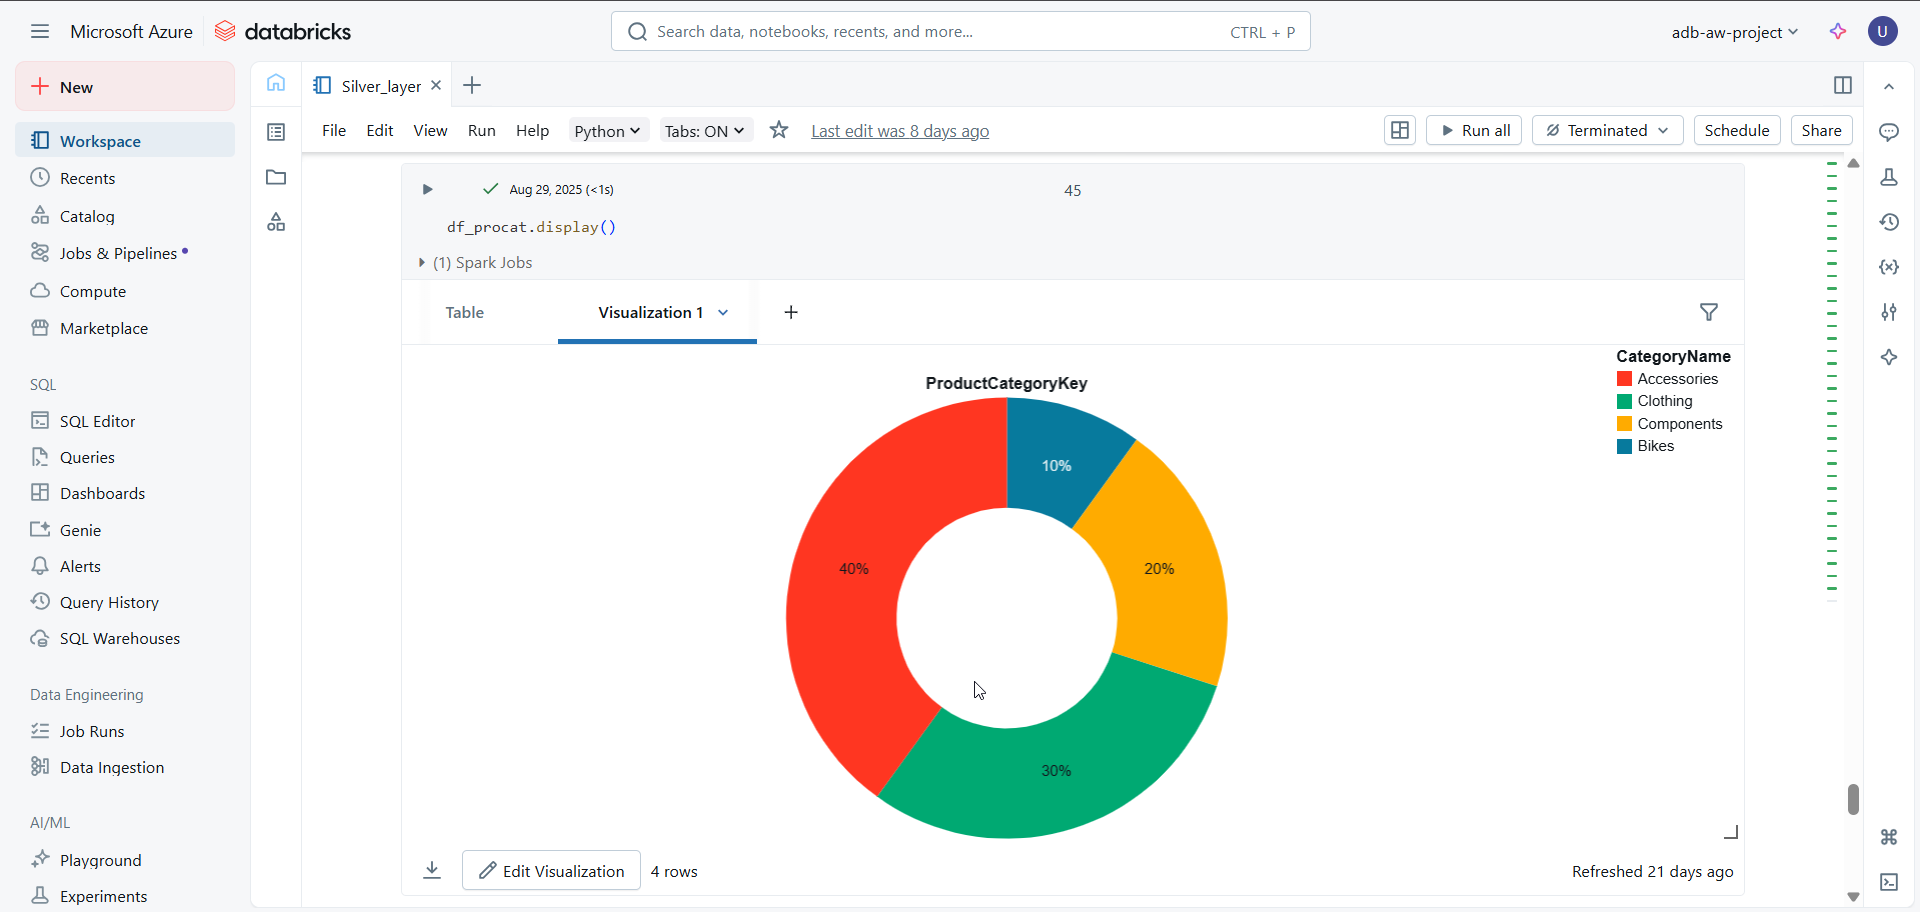 Microsoft Azure
databricks
Search data, notebooks, recents, and more...
CTRL + P
adb-aw-project
U
New
Workspace
Recents
Catalog
Jobs & Pipelines
Compute
Marketplace
SQL
SQL Editor
Queries
Dashboards
Genie
Alerts
Query History
SQL Warehouses
Data Engineering
Job Runs
Data Ingestion
AI/ML
Playground
Experiments
Silver_layer
File Edit View Run Help Python Tabs: ON Last edit was 8 days ago
Run all
Terminated
Schedule
Share
Aug 29, 2025 (<1s)
45
df_procat.display()
(1) Spark Jobs
Table
Visualization 1
ProductCategoryKey
CategoryName
Accessories
Clothing
Components
Bikes
10%
40%
20%
30%
Edit Visualization
4 rows
Refreshed 21 days ago